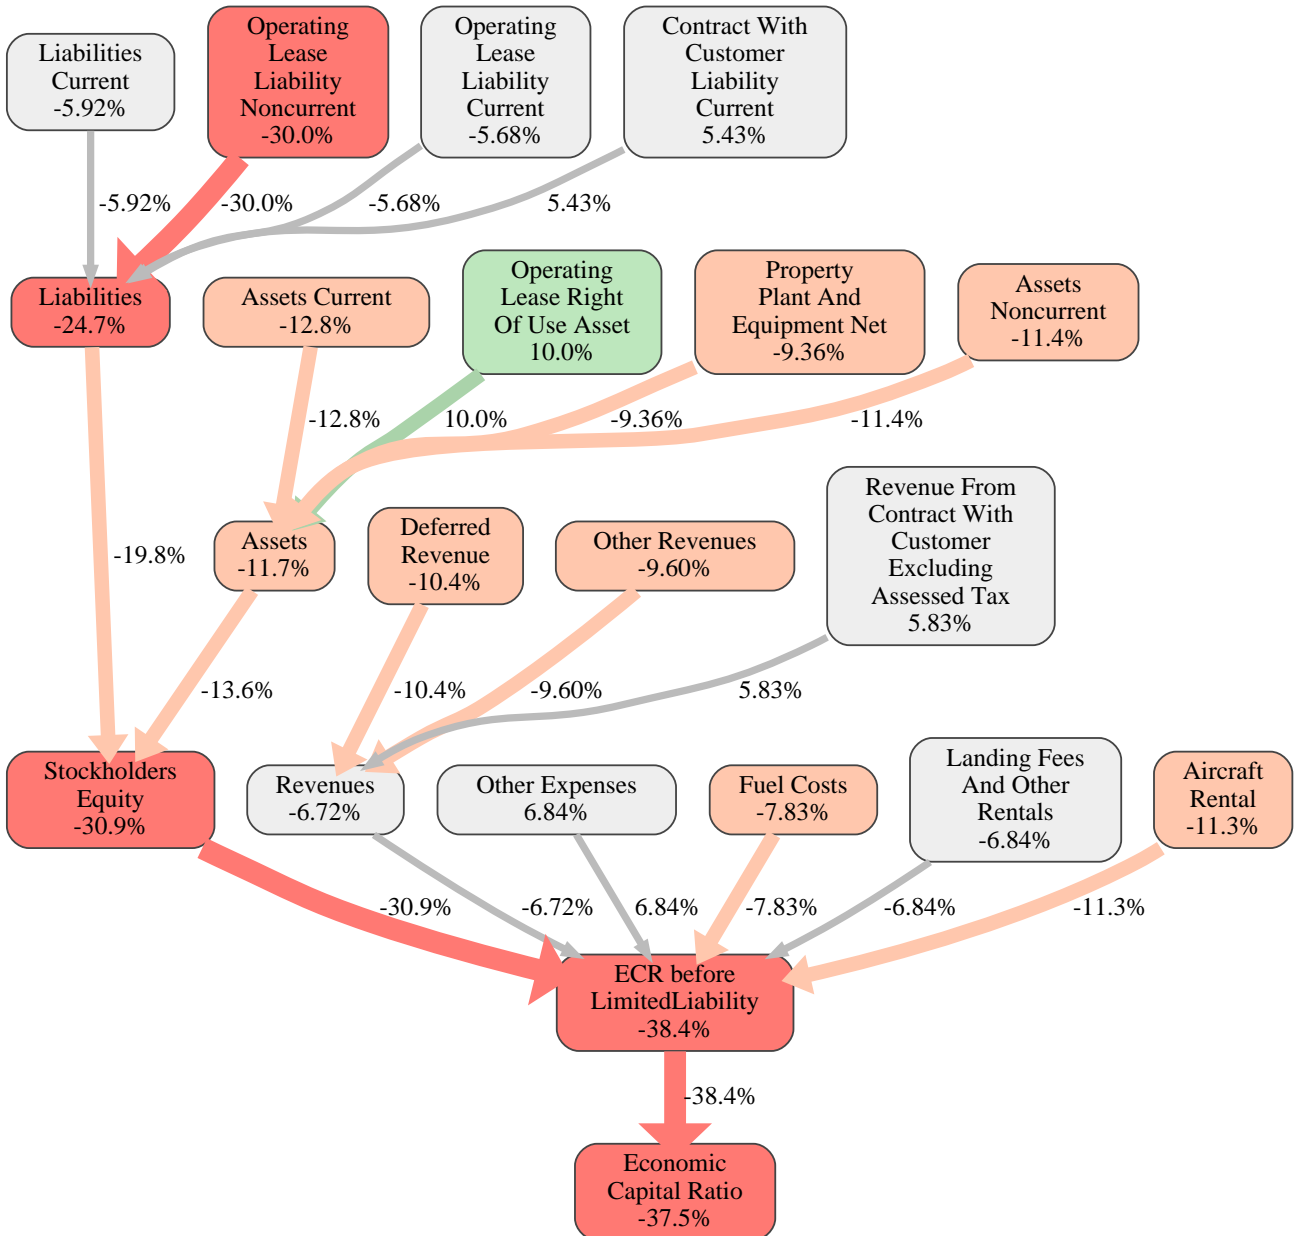 Liabilities
Current
-5.92%
Operating
Lease
Liability
Noncurrent
-30.0%
Operating
Lease
Liability
Current
-5.68%
Contract With
Customer
Liability
Current
5.43%
-5.92%
-30.0%
-5.68%
5.43%
Liabilities
-24.7%
Assets Current
-12.8%
Operating
Lease Right
Of Use Asset
10.0%
Property
Plant And
Equipment Net
-9.36%
Assets
Noncurrent
-11.4%
-12.8%
10.0%
-9.36%
-11.4%
-19.8%
Assets
-11.7%
Deferred
Revenue
-10.4%
Other Revenues
-9.60%
Revenue From
Contract With
Customer
Excluding
Assessed Tax
5.83%
-13.6%
-10.4%
-9.60%
5.83%
Stockholders
Equity
-30.9%
Revenues
-6.72%
Other Expenses
6.84%
Fuel Costs
-7.83%
Landing Fees
And Other
Rentals
-6.84%
Aircraft
Rental
-11.3%
-30.9%
-6.72%
6.84%
-7.83%
-6.84%
-11.3%
ECR before
LimitedLiability
-38.4%
-38.4%
Economic
Capital Ratio
-37.5%